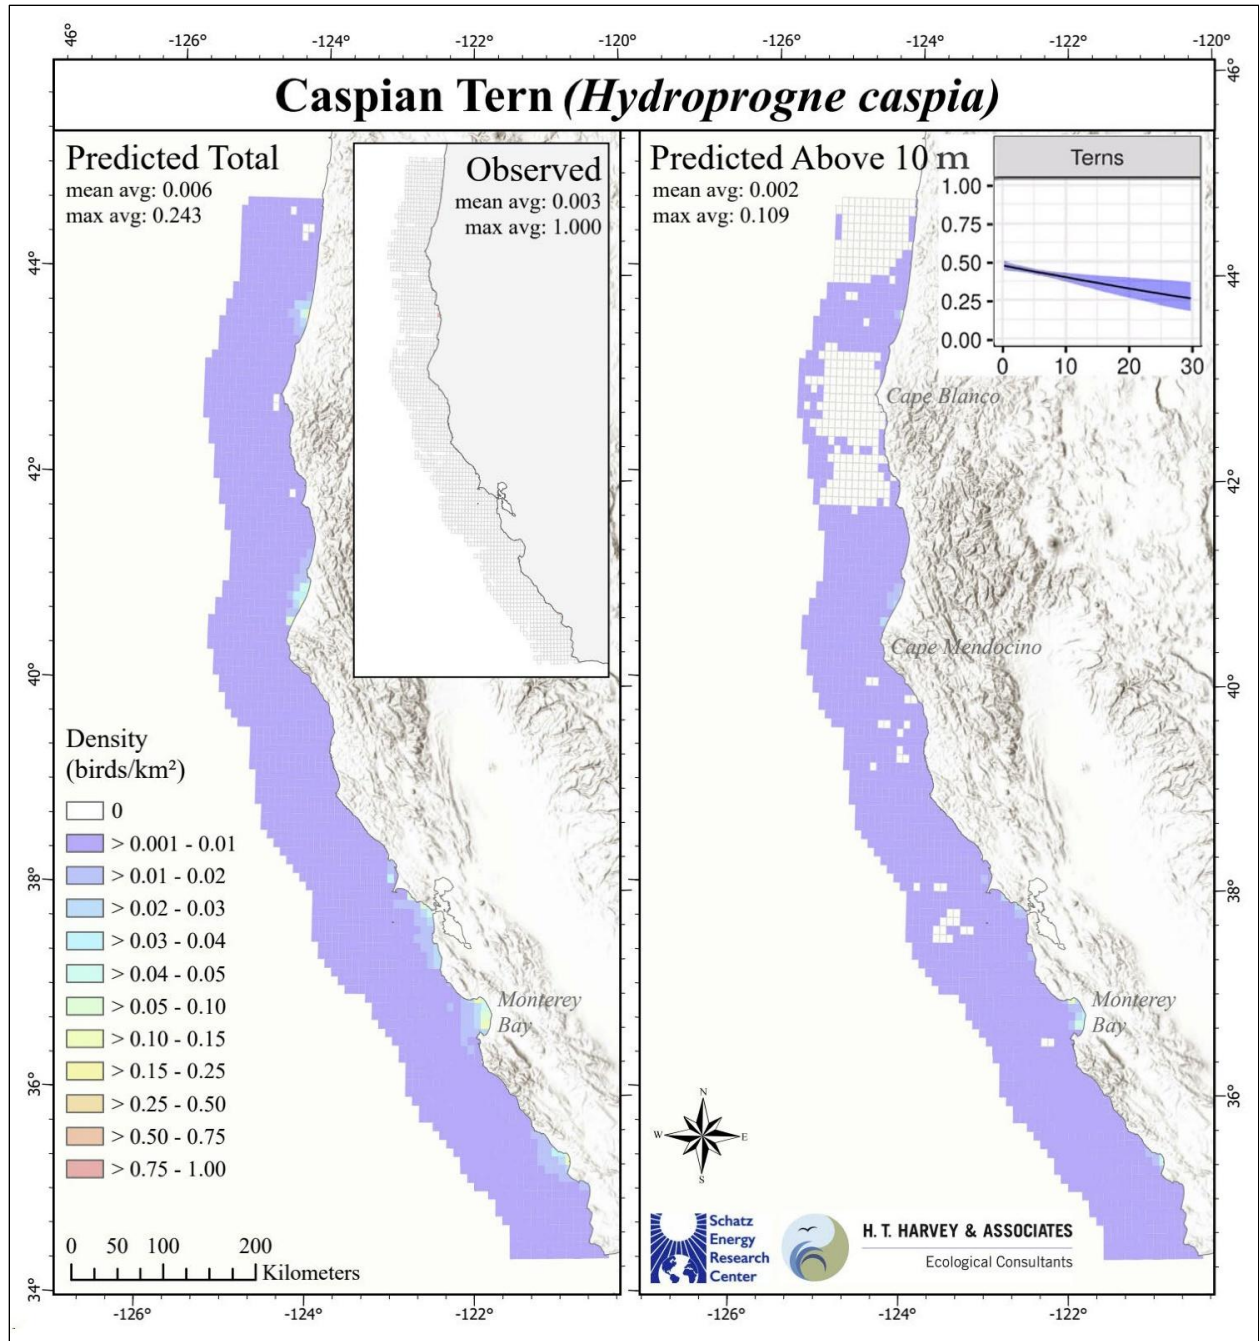 46°
-126°
-124°
-122°
-120°
-126°
-124°
-122°
-120°
46°
Caspian Tern (Hydroprogne caspia)
Predicted Total
mean avg: 0.006
max avg: 0.243
Observed
mean avg: 0.003
max avg: 1.000
Predicted Above 10 m
mean avg: 0.002
max avg: 0.109
Terns
1.00
0.75
0.50
0.25
0.00
0
10
20
30
44°
44°
Cape Blanco
42°
42°
Cape Mendocino
40°
40°
Density
(birds/km²)
0
> 0.001 - 0.01
> 0.01 - 0.02
> 0.02 - 0.03
> 0.03 - 0.04
> 0.04 - 0.05
> 0.05 - 0.10
> 0.10 - 0.15
> 0.15 - 0.25
> 0.25 - 0.50
> 0.50 - 0.75
> 0.75 - 1.00
38°
38°
Monterey
Bay
Monterey
Bay
36°
36°
N
W
E
S
0 50 100 200
Kilometers
Schatz
Energy
Research
Center
H. T. HARVEY & ASSOCIATES
Ecological Consultants
34°
-126°
-124°
-122°
-126°
-124°
-122°